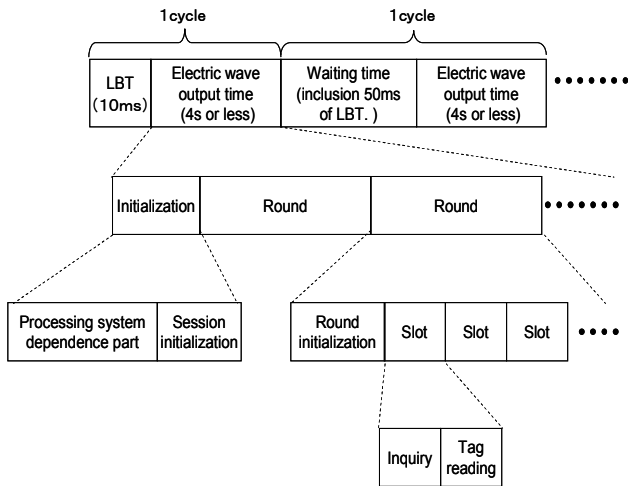 1cycle
1cycle
LBT
(10ms)
Electric wave
output time
(4s or less)
Waiting time
(inclusion 50ms
of LBT. )
Electric wave
output time
(4s or less)
Initialization
Round
Round
Processing system
dependence part
Session
initialization
Round
initialization
Slot
Slot
Slot
Inquiry
Tag
reading